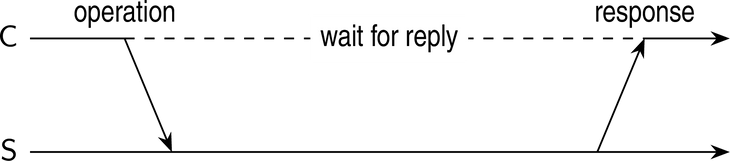 operation
response
C
wait for reply
S